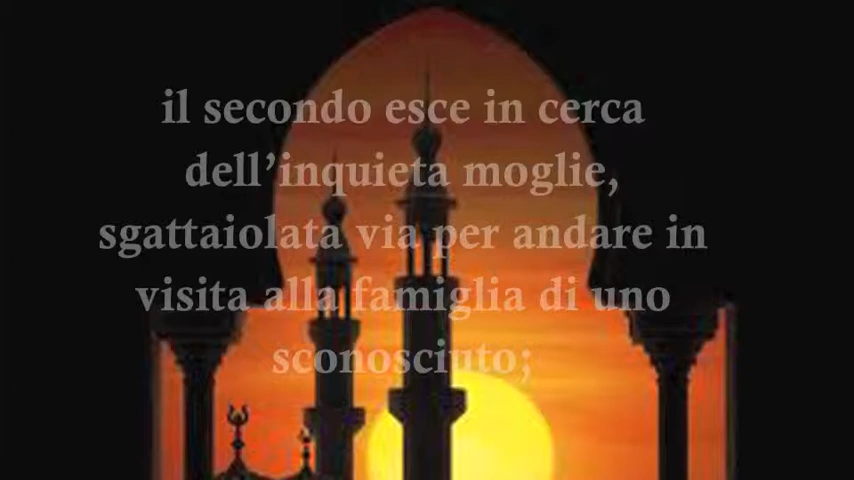 il secondo esce in cerca
dell’inquieta moglie,
sgattaiolata via per andare in
visita alla famiglia di uno
sconosciuto;